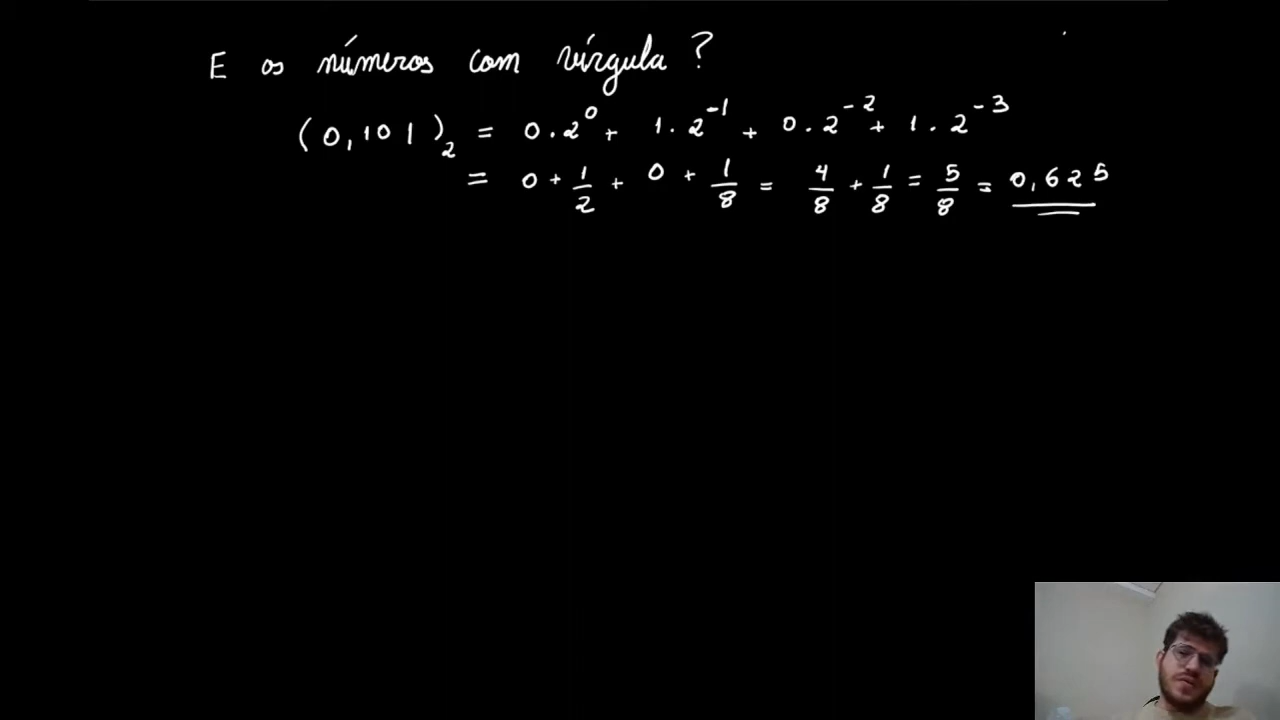 E os números com vírgula ?
(0,101)₂ = 0.2⁰ + 1.2⁻¹ + 0.2⁻² + 1.2⁻³
= 0 + 1/2 + 0 + 1/8 = 4/8 + 1/8 = 5/8 = 0,625